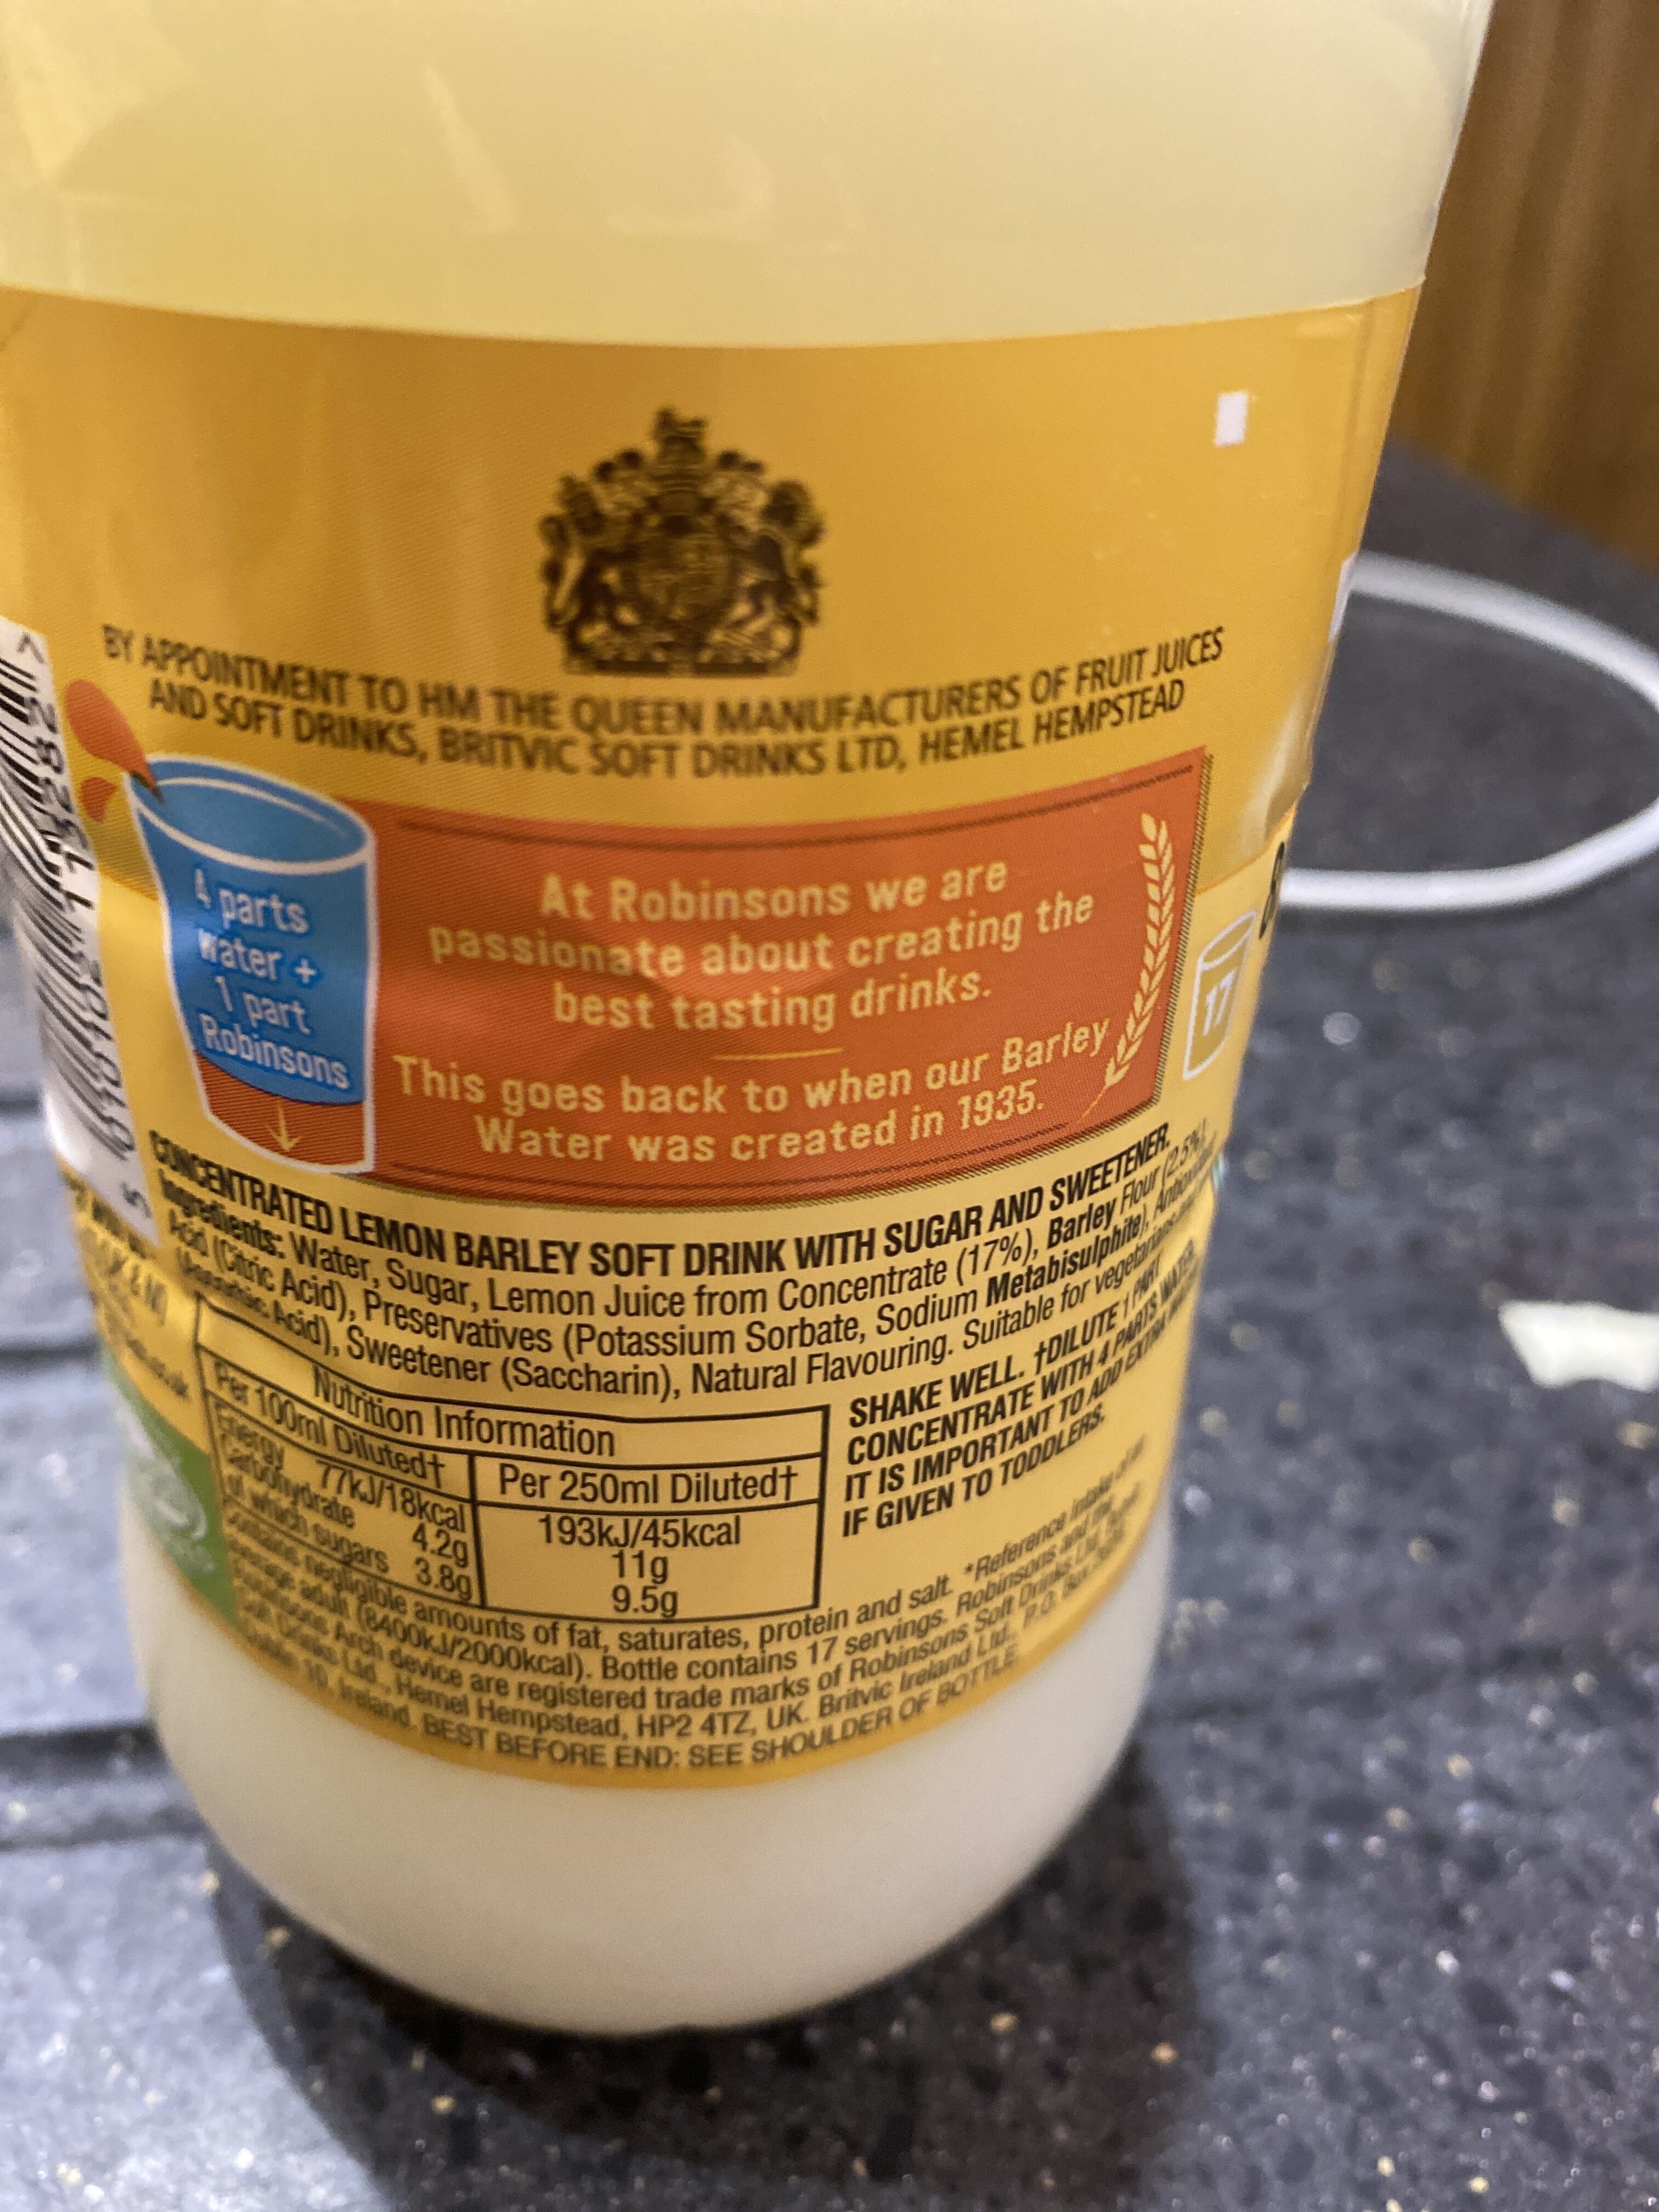 BY APPOINTMENT TO HM THE QUEEN MANUFACTURERS OF FRUIT JUICES
AND SOFT DRINKS, BRITVIC SOFT DRINKS LTD, HEMEL HEMPSTEAD
4 parts
water +
1 part
Robinsons
At Robinsons we are
passionate about creating the
best tasting drinks.
This goes back to when our Barley
Water was created in 1935.
17
CONCENTRATED LEMON BARLEY SOFT DRINK WITH SUGAR AND SWEETENER.
Ingredients: Water, Sugar, Lemon Juice from Concentrate (17%), Barley Flour (2.5%),
Acid (Citric Acid), Preservatives (Potassium Sorbate, Sodium Metabisulphite), Antioxidant
(Ascorbic Acid), Sweetener (Saccharin), Natural Flavouring. Suitable for vegetarians
SHAKE WELL. †DILUTE 1 PART
CONCENTRATE WITH 4 PARTS WATER.
IT IS IMPORTANT TO ADD EXTRA WATER
IF GIVEN TO TODDLERS.
Nutrition Information
Per 100ml Diluted† Per 250ml Diluted†
Energy 77kJ/18kcal 193kJ/45kcal
Carbohydrate 4.2g 11g
of which sugars 3.8g 9.5g
Contains negligible amounts of fat, saturates, protein and salt. *Reference intake of an
average adult (8400kJ/2000kcal). Bottle contains 17 servings. Robinsons and the
Robinsons Arch device are registered trade marks of Robinsons Soft Drinks Ltd.
Soft Drinks Ltd., Hemel Hempstead, HP2 4TZ, UK. Britvic Ireland Ltd., P.O. Box
10, Ireland. BEST BEFORE END: SEE SHOULDER OF BOTTLE.